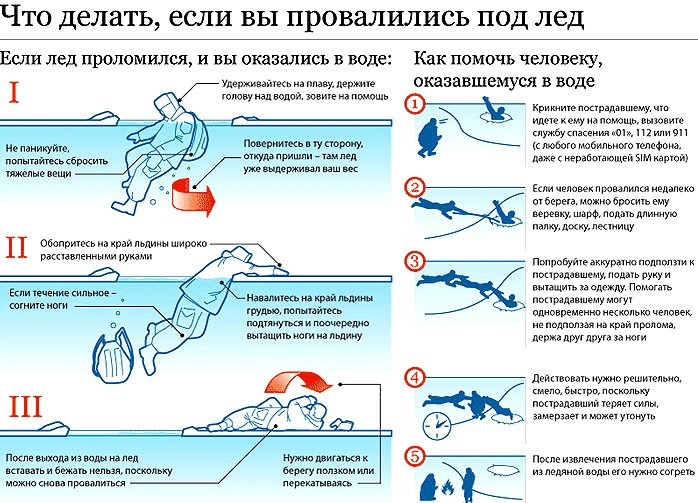 Что делать, если вы провалились под лед
Если лед проломился, и вы оказались в воде:
I
Удерживайтесь на плаву, держите
голову над водой, зовите на помощь
Не паникуйте,
попытайтесь сбросить
тяжелые вещи
Повернитесь в ту сторону,
откуда пришли – там лед
уже выдерживал ваш вес
II
Обопритесь на край льдины широко
расставленными руками
Если течение сильное –
согните ноги
Навалитесь на край льдины
грудью, попытайтесь
подтянуться и поочередно
вытащить ноги на льдину
III
После выхода из воды на лед
вставать и бежать нельзя, поскольку
можно снова провалиться
Нужно двигаться к
берегу ползком или
перекатываясь
Как помочь человеку,
оказавшемуся в воде
1
Крикните пострадавшему, что
идете к ему на помощь, вызовите
службу спасения «01», 112 или 911
(с любого мобильного телефона,
даже с неработающей SIM картой)
2
Если человек провалился недалеко
от берега, можно бросить ему
веревку, шарф, подать длинную
палку, доску, лестницу
3
Попробуйте аккуратно подползти к
пострадавшему, подать руку и
вытащить за одежду. Помогать
пострадавшему могут
одновременно несколько человек,
не подползая на край пролома,
держа друг друга за ноги
4
Действовать нужно решительно,
смело, быстро, поскольку
пострадавший теряет силы,
замерзает и может утонуть
5
После извлечения пострадавшего
из ледяной воды его нужно согреть